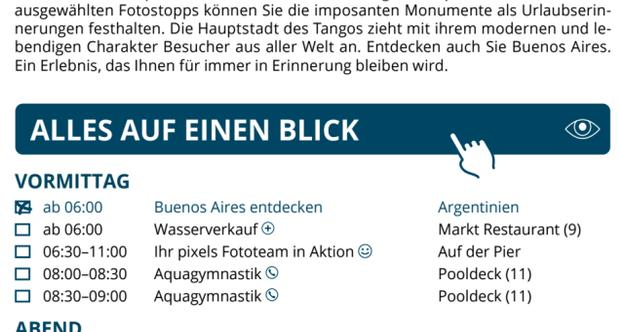 ausgewählten Fotostopps können Sie die imposanten Monumente als Urlaubserin-
nerungen festhalten. Die Hauptstadt des Tangos zieht mit ihrem modernen und le-
bendigen Charakter Besucher aus aller Welt an. Entdecken auch Sie Buenos Aires.
Ein Erlebnis, das Ihnen für immer in Erinnerung bleiben wird.
ALLES AUF EINEN BLICK
VORMITTAG
ab 06:00 Buenos Aires entdecken Argentinien
ab 06:00 Wasserverkauf Markt Restaurant (9)
06:30–11:00 Ihr pixels Fototeam in Aktion Auf der Pier
08:00–08:30 Aquagymnastik Pooldeck (11)
08:30–09:00 Aquagymnastik Pooldeck (11)
ABEND